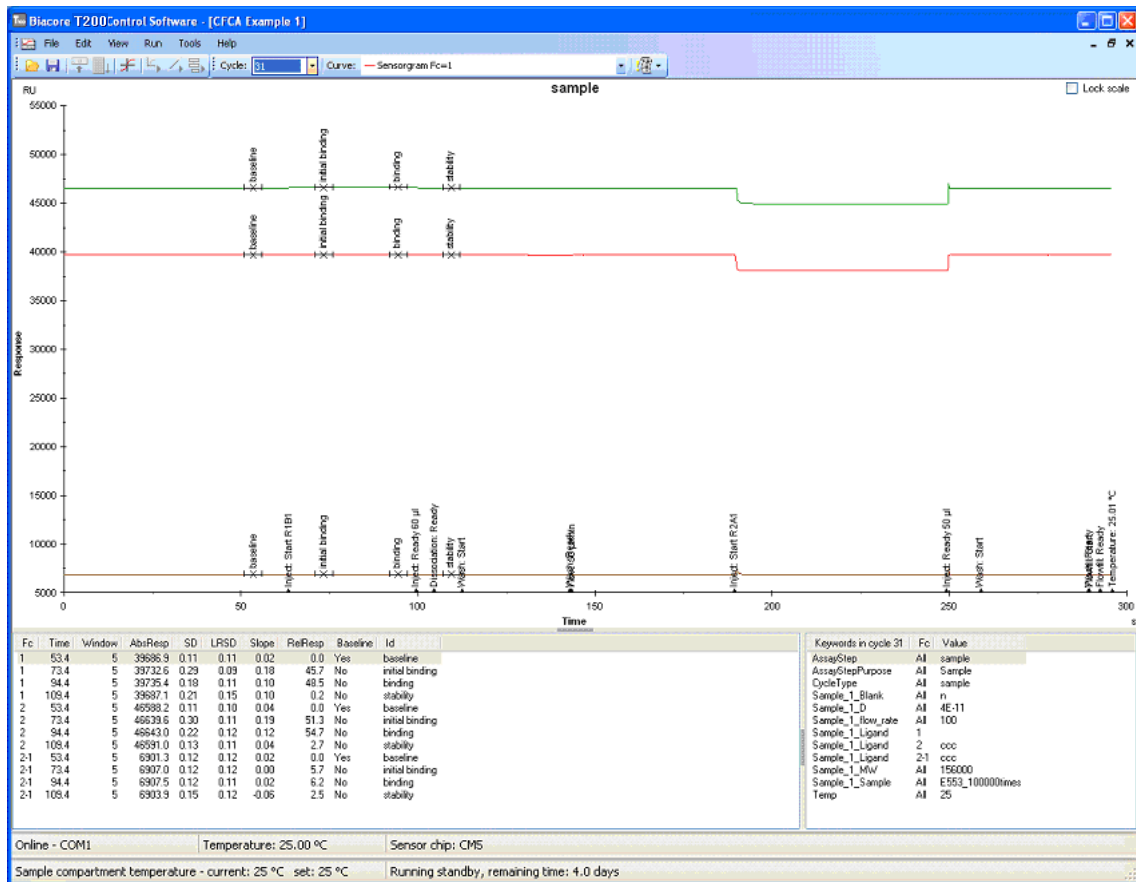 Biacore T200Control Software - [CFCA Example 1]
File Edit View Run Tools Help
Cycle: 31 Curve: Sensorgram Fc=1
sample
Lock scale
RU
55000
50000
45000
40000
35000
30000
25000
20000
15000
10000
5000
Response
baseline
initial binding
binding
stability
baseline
initial binding
binding
stability
baseline
Inject: Start R1B1
initial binding
binding
Inject: Ready 60 µl
Dissociation: Ready
stability
Wash: Start
Inject: Start R2A1
Inject: Ready 50 µl
Wash: Start
Flowfill: Ready
Temperature: 25.01 °C
0 50 100 150 200 250 300
Time
s
Fc Time Window AbsResp SD LRSD Slope RelResp Baseline Id
1 53.4 5 39686.9 0.11 0.11 0.02 0.0 Yes baseline
1 73.4 5 39732.6 0.29 0.09 0.18 45.7 No initial binding
1 94.4 5 39735.4 0.18 0.11 0.10 48.5 No binding
1 109.4 5 39687.1 0.21 0.15 0.10 0.2 No stability
2 53.4 5 46588.2 0.11 0.10 0.04 0.0 Yes baseline
2 73.4 5 46639.6 0.30 0.11 0.19 51.3 No initial binding
2 94.4 5 46643.0 0.22 0.12 0.12 54.7 No binding
2 109.4 5 46591.0 0.13 0.11 0.04 2.7 No stability
2-1 53.4 5 6901.3 0.12 0.12 0.02 0.0 Yes baseline
2-1 73.4 5 6907.0 0.12 0.12 0.00 5.7 No initial binding
2-1 94.4 5 6907.5 0.12 0.11 0.02 6.2 No binding
2-1 109.4 5 6903.9 0.15 0.12 -0.06 2.5 No stability
Keywords in cycle 31 Fc Value
AssayStep All sample
AssayStepPurpose All Sample
CycleType All sample
Sample_1_Blank All n
Sample_1_D All 4E-11
Sample_1_flow_rate All 100
Sample_1_Ligand 1
Sample_1_Ligand 2 ccc
Sample_1_Ligand 2-1 ccc
Sample_1_MW All 156000
Sample_1_Sample All E553_100000times
Temp All 25
Online - COM1 Temperature: 25.00 °C Sensor chip: CM5
Sample compartment temperature - current: 25 °C set: 25 °C Running standby, remaining time: 4.0 days